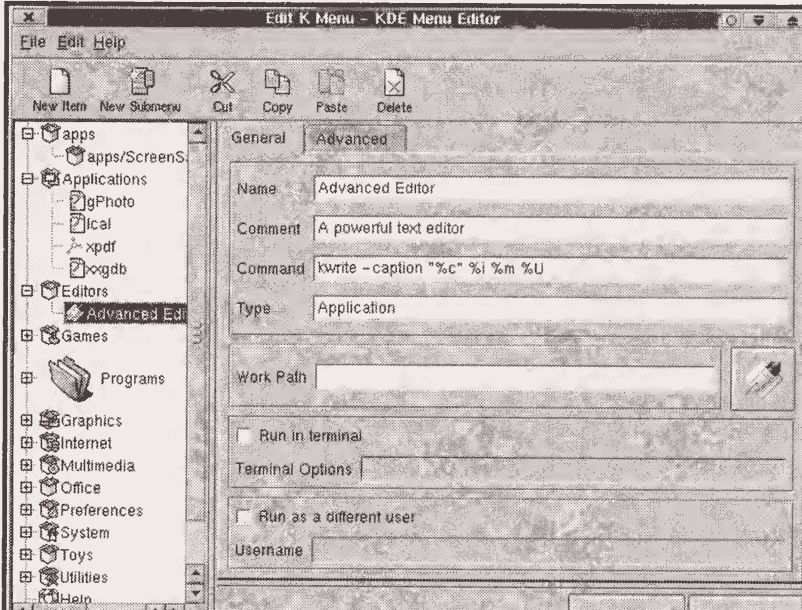 Edit K Menu - KDE Menu Editor
File Edit Help
New Item New Submenu Cut Copy Paste Delete
apps
apps/ScreenS
Applications
gPhoto
Ical
xpdf
xxgdb
Editors
Advanced Edi
Games
Programs
Graphics
Internet
Multimedia
Office
Preferences
System
Toys
Utilities
Help
General Advanced
Name Advanced Editor
Comment A powerful text editor
Command kwrite -caption "%c" %i %m %U
Type Application
Work Path
Run in terminal
Terminal Options
Run as a different user
Username